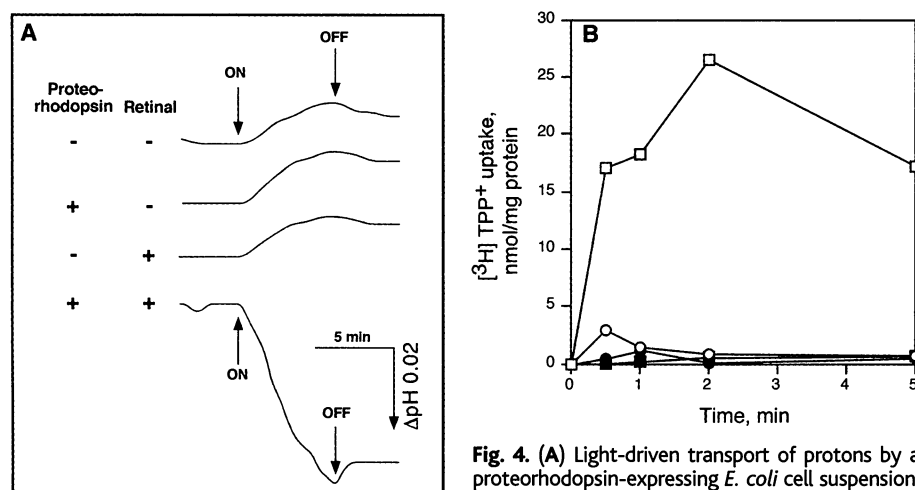 A
OFF
ON
Proteo-
rhodopsin Retinal
- -
+ -
- +
+ +
5 min
ON
ΔpH 0.02
OFF
B
30
25
20
15
10
5
0
[³H] TPP⁺ uptake,
nmol/mg protein
0 1 2 3 4 5
Time, min
Fig. 4. (A) Light-driven transport of protons by a
proteorhodopsin-expressing E. coli cell suspension.